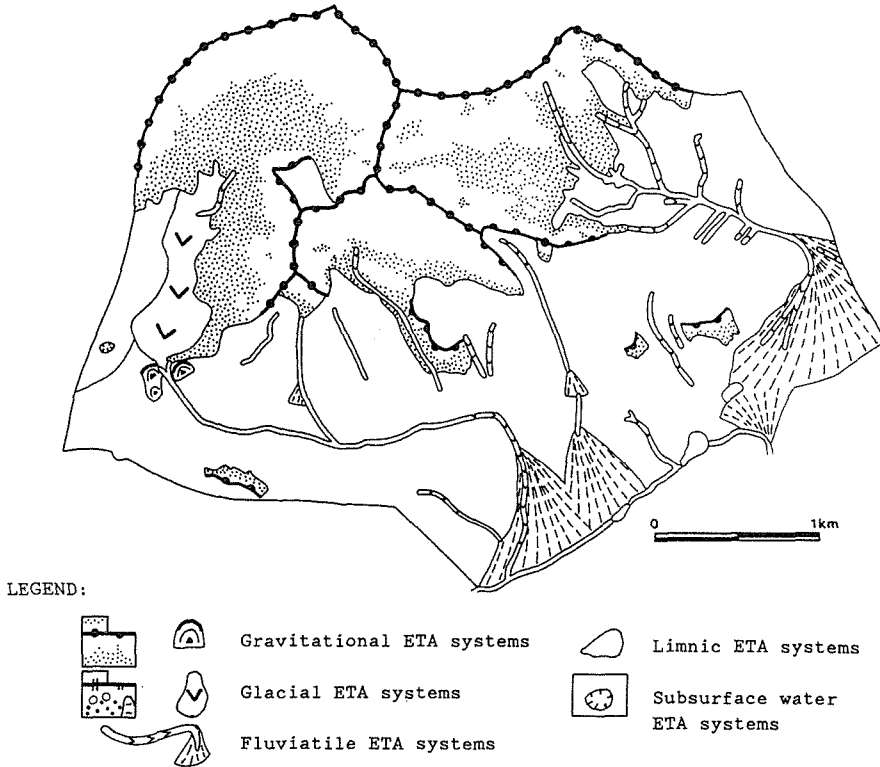 0 1km
LEGEND:
Gravitational ETA systems
Glacial ETA systems
Fluviatile ETA systems
Limnic ETA systems
Subsurface water
ETA systems